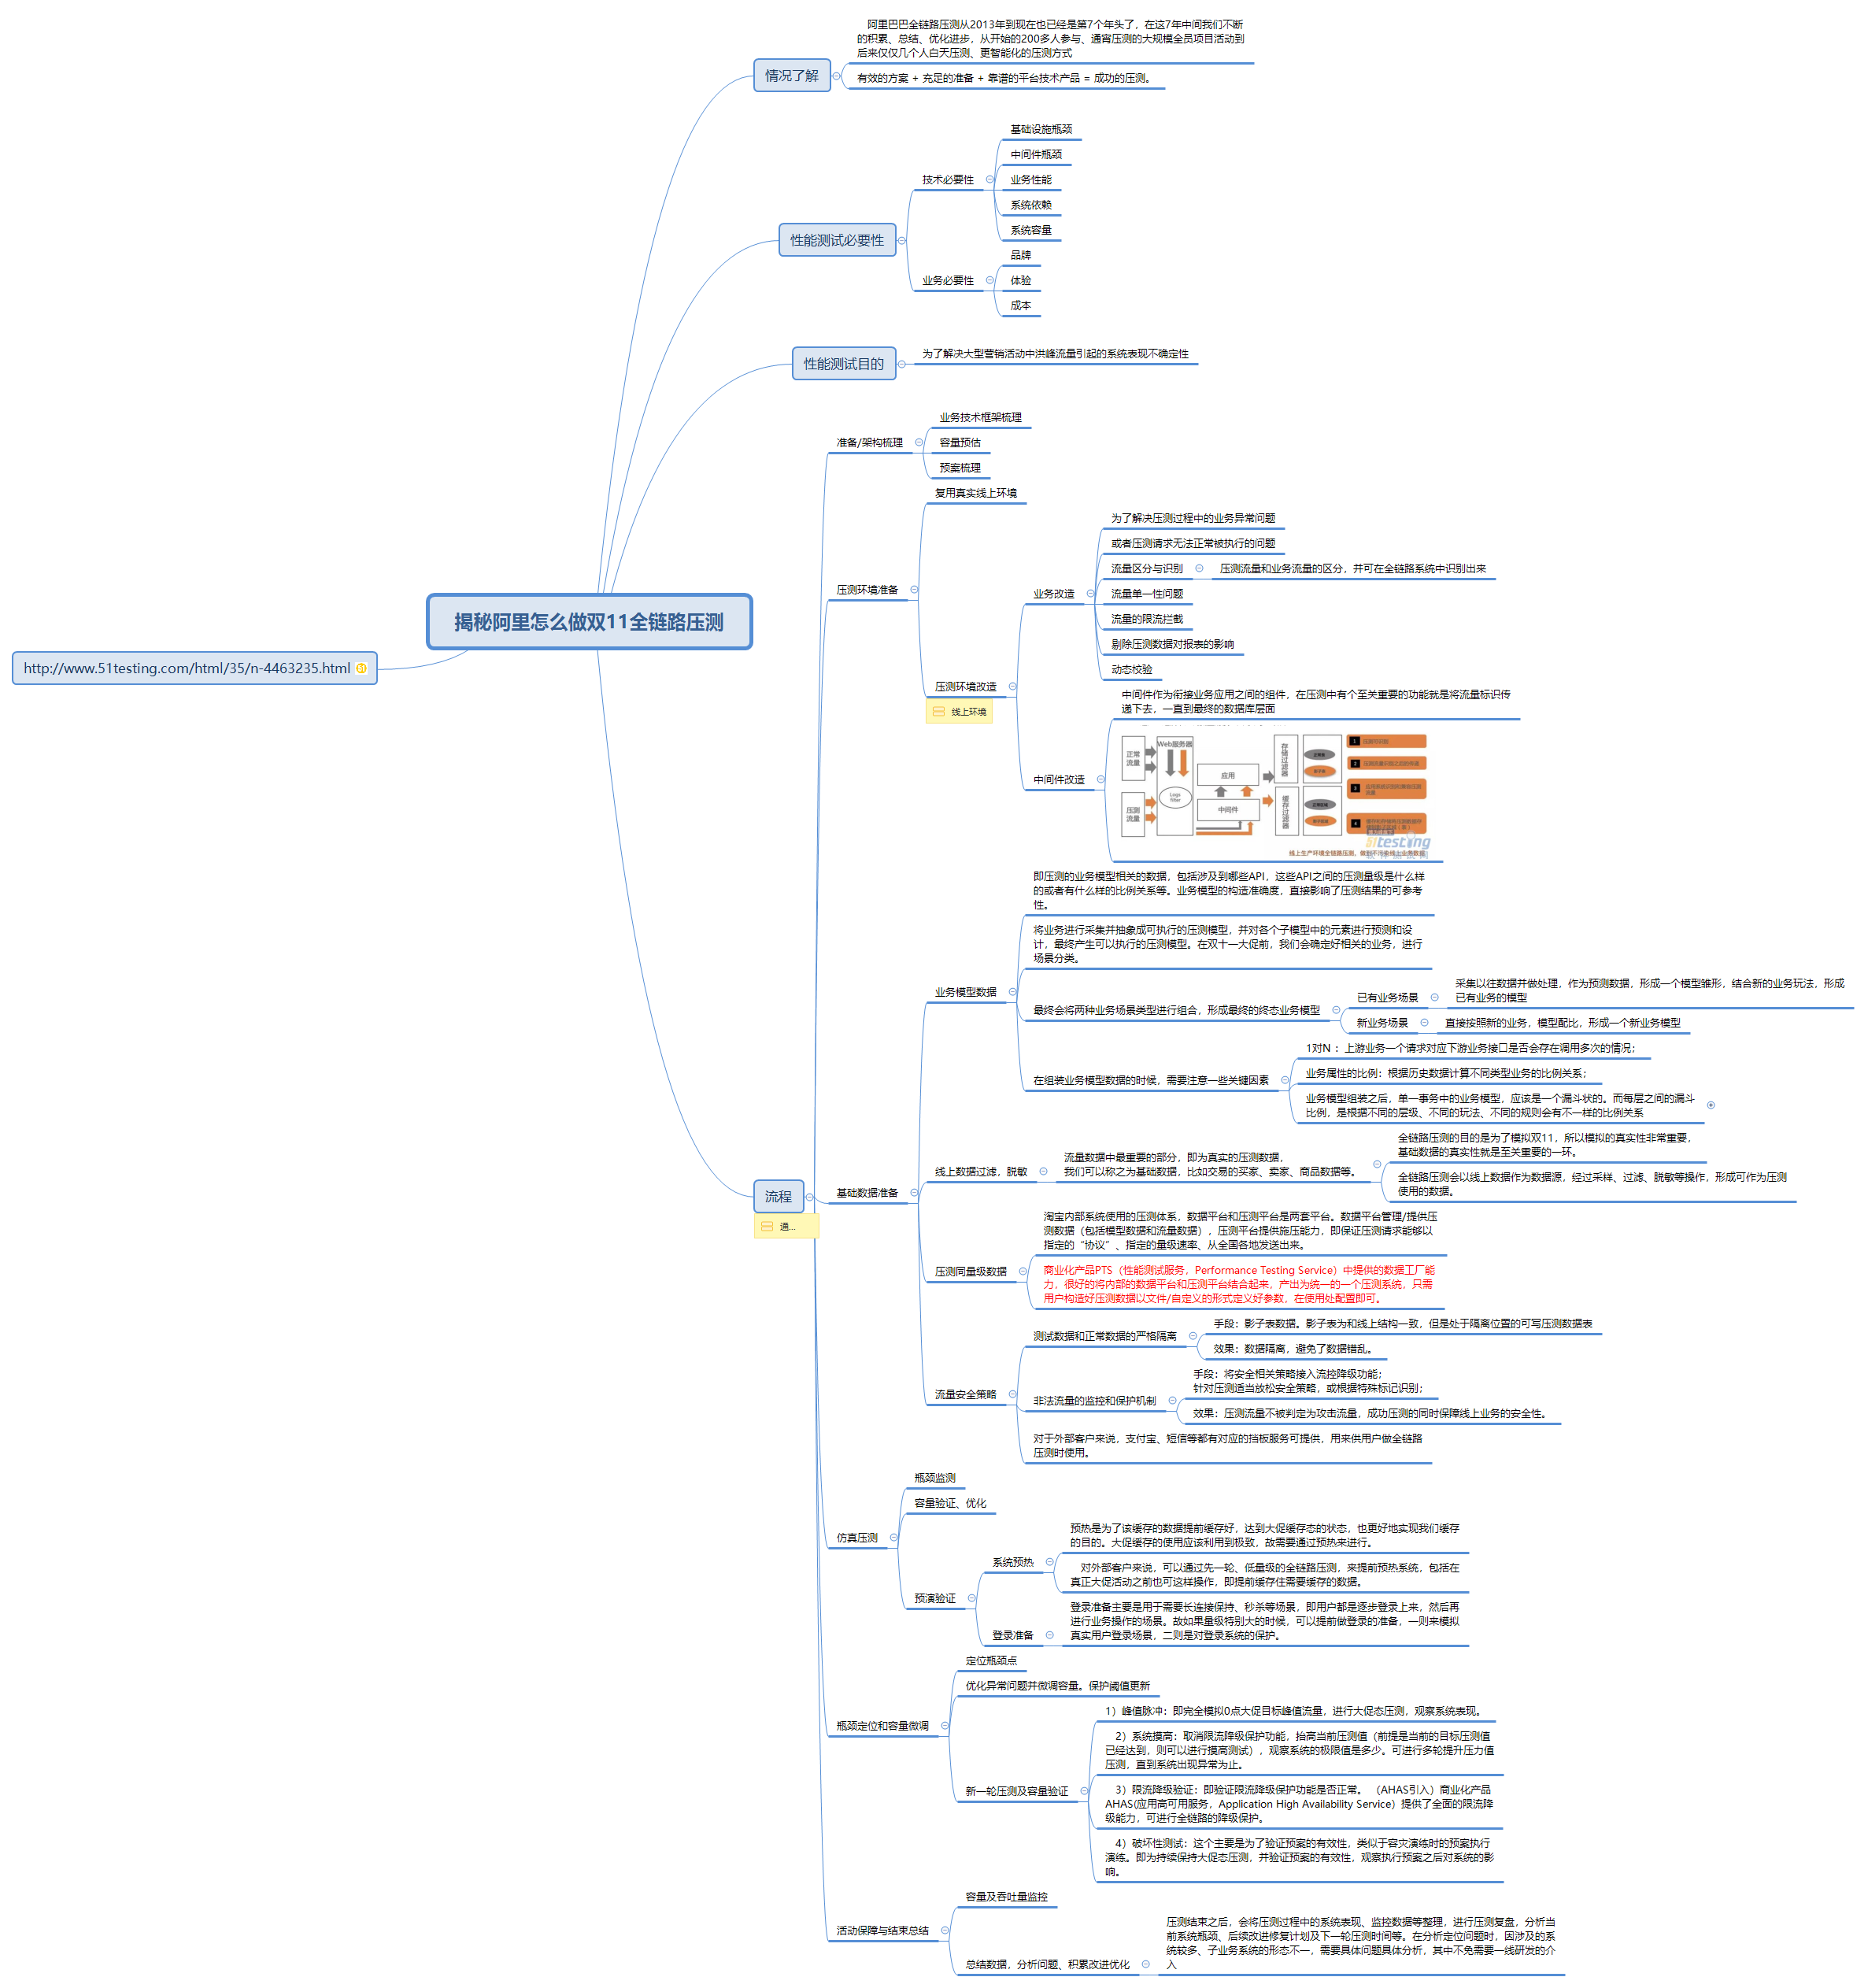 阿里巴巴全链路压测从2013年到现在也已经是第7个年头了，在这7年中间我们不断
的积累、总结、优化进步，从开始的200多人参与、通宵压测的大规模全员项目活动到
后来仅仅几个人白天压测、更智能化的压测方式
情况了解
有效的方案 + 充足的准备 + 靠谱的平台技术产品 = 成功的压测。
基础设施瓶颈
中间件瓶颈
技术必要性
业务性能
系统依赖
系统容量
性能测试必要性
品牌
业务必要性
体验
成本
性能测试目的
为了解决大型营销活动中洪峰流量引起的系统表现不确定性
业务技术框架梳理
准备/架构梳理
容量预估
预案梳理
复用真实线上环境
为了解决压测过程中的业务异常问题
或者压测请求无法正常被执行的问题
流量区分与识别
压测流量和业务流量的区分，并可在全链路系统中识别出来
压测环境准备
业务改造
流量单一性问题
流量的限流拦截
剔除压测数据对报表的影响
动态校验
揭秘阿里怎么做双11全链路压测
http://www.51testing.com/html/35/n-4463235.html
压测环境改造
线上环境
中间件作为衔接业务应用之间的组件，在压测中有个至关重要的功能就是将流量标识传
递下去，一直到最终的数据库层面
中间件改造
正常
流量
Web服务器
存储过滤器
应用
压测
流量
Logs
filter
中间件
缓存过滤器
1
2
3
4
51testing
线上生产环境全链路压测，做到不污染线上业务数据
即压测的业务模型相关的数据，包括涉及到哪些API，这些API之间的压测量级是什么样
的或者有什么样的比例关系等。业务模型的构造准确度，直接影响了压测结果的可参考
性。
将业务进行采集并抽象成可执行的压测模型，并对各个子模型中的元素进行预测和设
计，最终产生可以执行的压测模型。在双十一大促前，我们会确定好相关的业务，进行
场景分类。
业务模型数据
最终会将两种业务场景类型进行组合，形成最终的终态业务模型
已有业务场景
采集以往数据并做处理，作为预测数据，形成一个模型雏形，结合新的业务玩法，形成
已有业务的模型
新业务场景
直接按照新的业务，模型配比，形成一个新业务模型
在组装业务模型数据的时候，需要注意一些关键因素
1对N ：上游业务一个请求对应下游业务接口是否会存在调用多次的情况；
业务属性的比例：根据历史数据计算不同类型业务的比例关系；
业务模型组装之后，单一事务中的业务模型，应该是一个漏斗状的。而每层之间的漏斗
比例，是根据不同的层级、不同的玩法、不同的规则会有不一样的比例关系
流程
通...
基础数据准备
线上数据过滤，脱敏
流量数据中最重要的部分，即为真实的压测数据，
我们可以称之为基础数据，比如交易的买家、卖家、商品数据等。
全链路压测的目的是为了模拟双11，所以模拟的真实性非常重要，
基础数据的真实性就是至关重要的一环。
全链路压测会以线上数据作为数据源，经过采样、过滤、脱敏等操作，形成可作为压测
使用的数据。
压测同量级数据
淘宝内部系统使用的压测体系，数据平台和压测平台是两套平台。数据平台管理/提供压
测数据（包括模型数据和流量数据），压测平台提供施压能力，即保证压测请求能够以
指定的“协议”、指定的量级速率、从全国各地发送出来。
商业化产品PTS（性能测试服务，Performance Testing Service）中提供的数据工厂能
力，很好的将内部的数据平台和压测平台结合起来，产出为统一的一个压测系统，只需
用户构造好压测数据以文件/自定义的形式定义好参数，在使用处配置即可。
流量安全策略
测试数据和正常数据的严格隔离
手段：影子表数据。影子表为和线上结构一致，但是处于隔离位置的可写压测数据表
效果：数据隔离，避免了数据错乱。
非法流量的监控和保护机制
手段：将安全相关策略接入流控降级功能；
针对压测适当放松安全策略，或根据特殊标记识别；
效果：压测流量不被判定为攻击流量，成功压测的同时保障线上业务的安全性。
对于外部客户来说，支付宝、短信等都有对应的挡板服务可提供，用来供用户做全链路
压测时使用。
瓶颈监测
容量验证、优化
仿真压测
预演验证
系统预热
预热是为了该缓存的数据提前缓存好，达到大促缓存态的状态，也更好地实现我们缓存
的目的。大促缓存的使用应该利用到极致，故需要通过预热来进行。
对外部客户来说，可以通过先一轮、低量级的全链路压测，来提前预热系统，包括在
真正大促活动之前也可这样操作，即提前缓存住需要缓存的数据。
登录准备
登录准备主要是用于需要长连接保持、秒杀等场景，即用户都是逐步登录上来，然后再
进行业务操作的场景。故如果量级特别大的时候，可以提前做登录的准备，一则来模拟
真实用户登录场景，二则是对登录系统的保护。
定位瓶颈点
优化异常问题并微调容量。保护阈值更新
瓶颈定位和容量微调
新一轮压测及容量验证
1）峰值脉冲：即完全模拟0点大促目标峰值流量，进行大促态压测，观察系统表现。
2）系统摸高：取消限流降级保护功能，抬高当前压测值（前提是当前的目标压测值
已经达到，则可以进行摸高测试），观察系统的极限值是多少。可进行多轮提升压力值
压测，直到系统出现异常为止。
3）限流降级验证：即验证限流降级保护功能是否正常。（AHAS引入）商业化产品
AHAS(应用高可用服务，Application High Availability Service）提供了全面的限流降
级能力，可进行全链路的降级保护。
4）破坏性测试：这个主要是为了验证预案的有效性，类似于容灾演练时的预案执行
演练。即为持续保持大促态压测，并验证预案的有效性，观察执行预案之后对系统的影
响。
容量及吞吐量监控
活动保障与结束总结
总结数据，分析问题、积累改进优化
压测结束之后，会将压测过程中的系统表现、监控数据等整理，进行压测复盘，分析当
前系统瓶颈、后续改进修复计划及下一轮压测时间等。在分析定位问题时，因涉及的系
统较多、子业务系统的形态不一，需要具体问题具体分析，其中不免需要一线研发的介
入